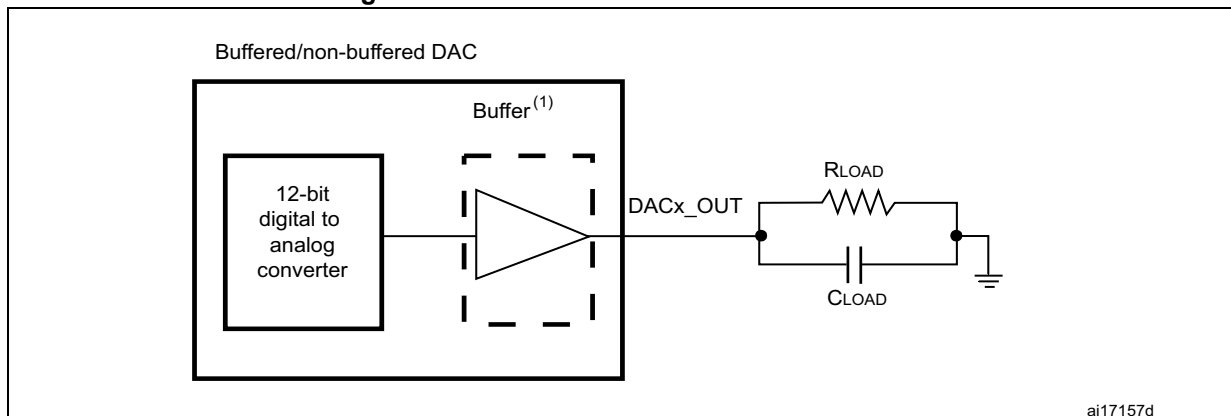 Buffered/non-buffered DAC
Buffer(1)
12-bit
digital to
analog
converter
DACx_OUT
RLOAD
CLOAD
ai17157d